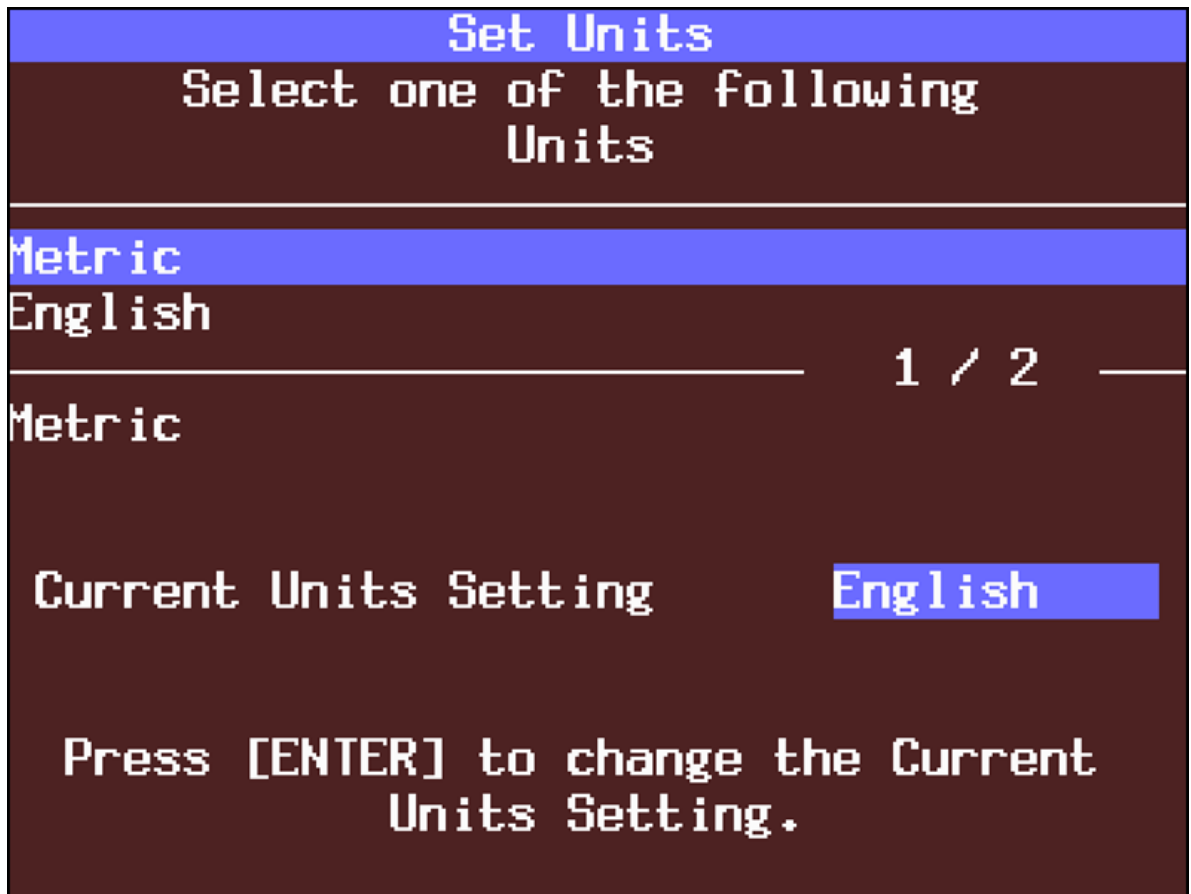 Set Units
Select one of the following
Units
Metric
English
1 / 2
Metric
Current Units Setting English
Press [ENTER] to change the Current
Units Setting.